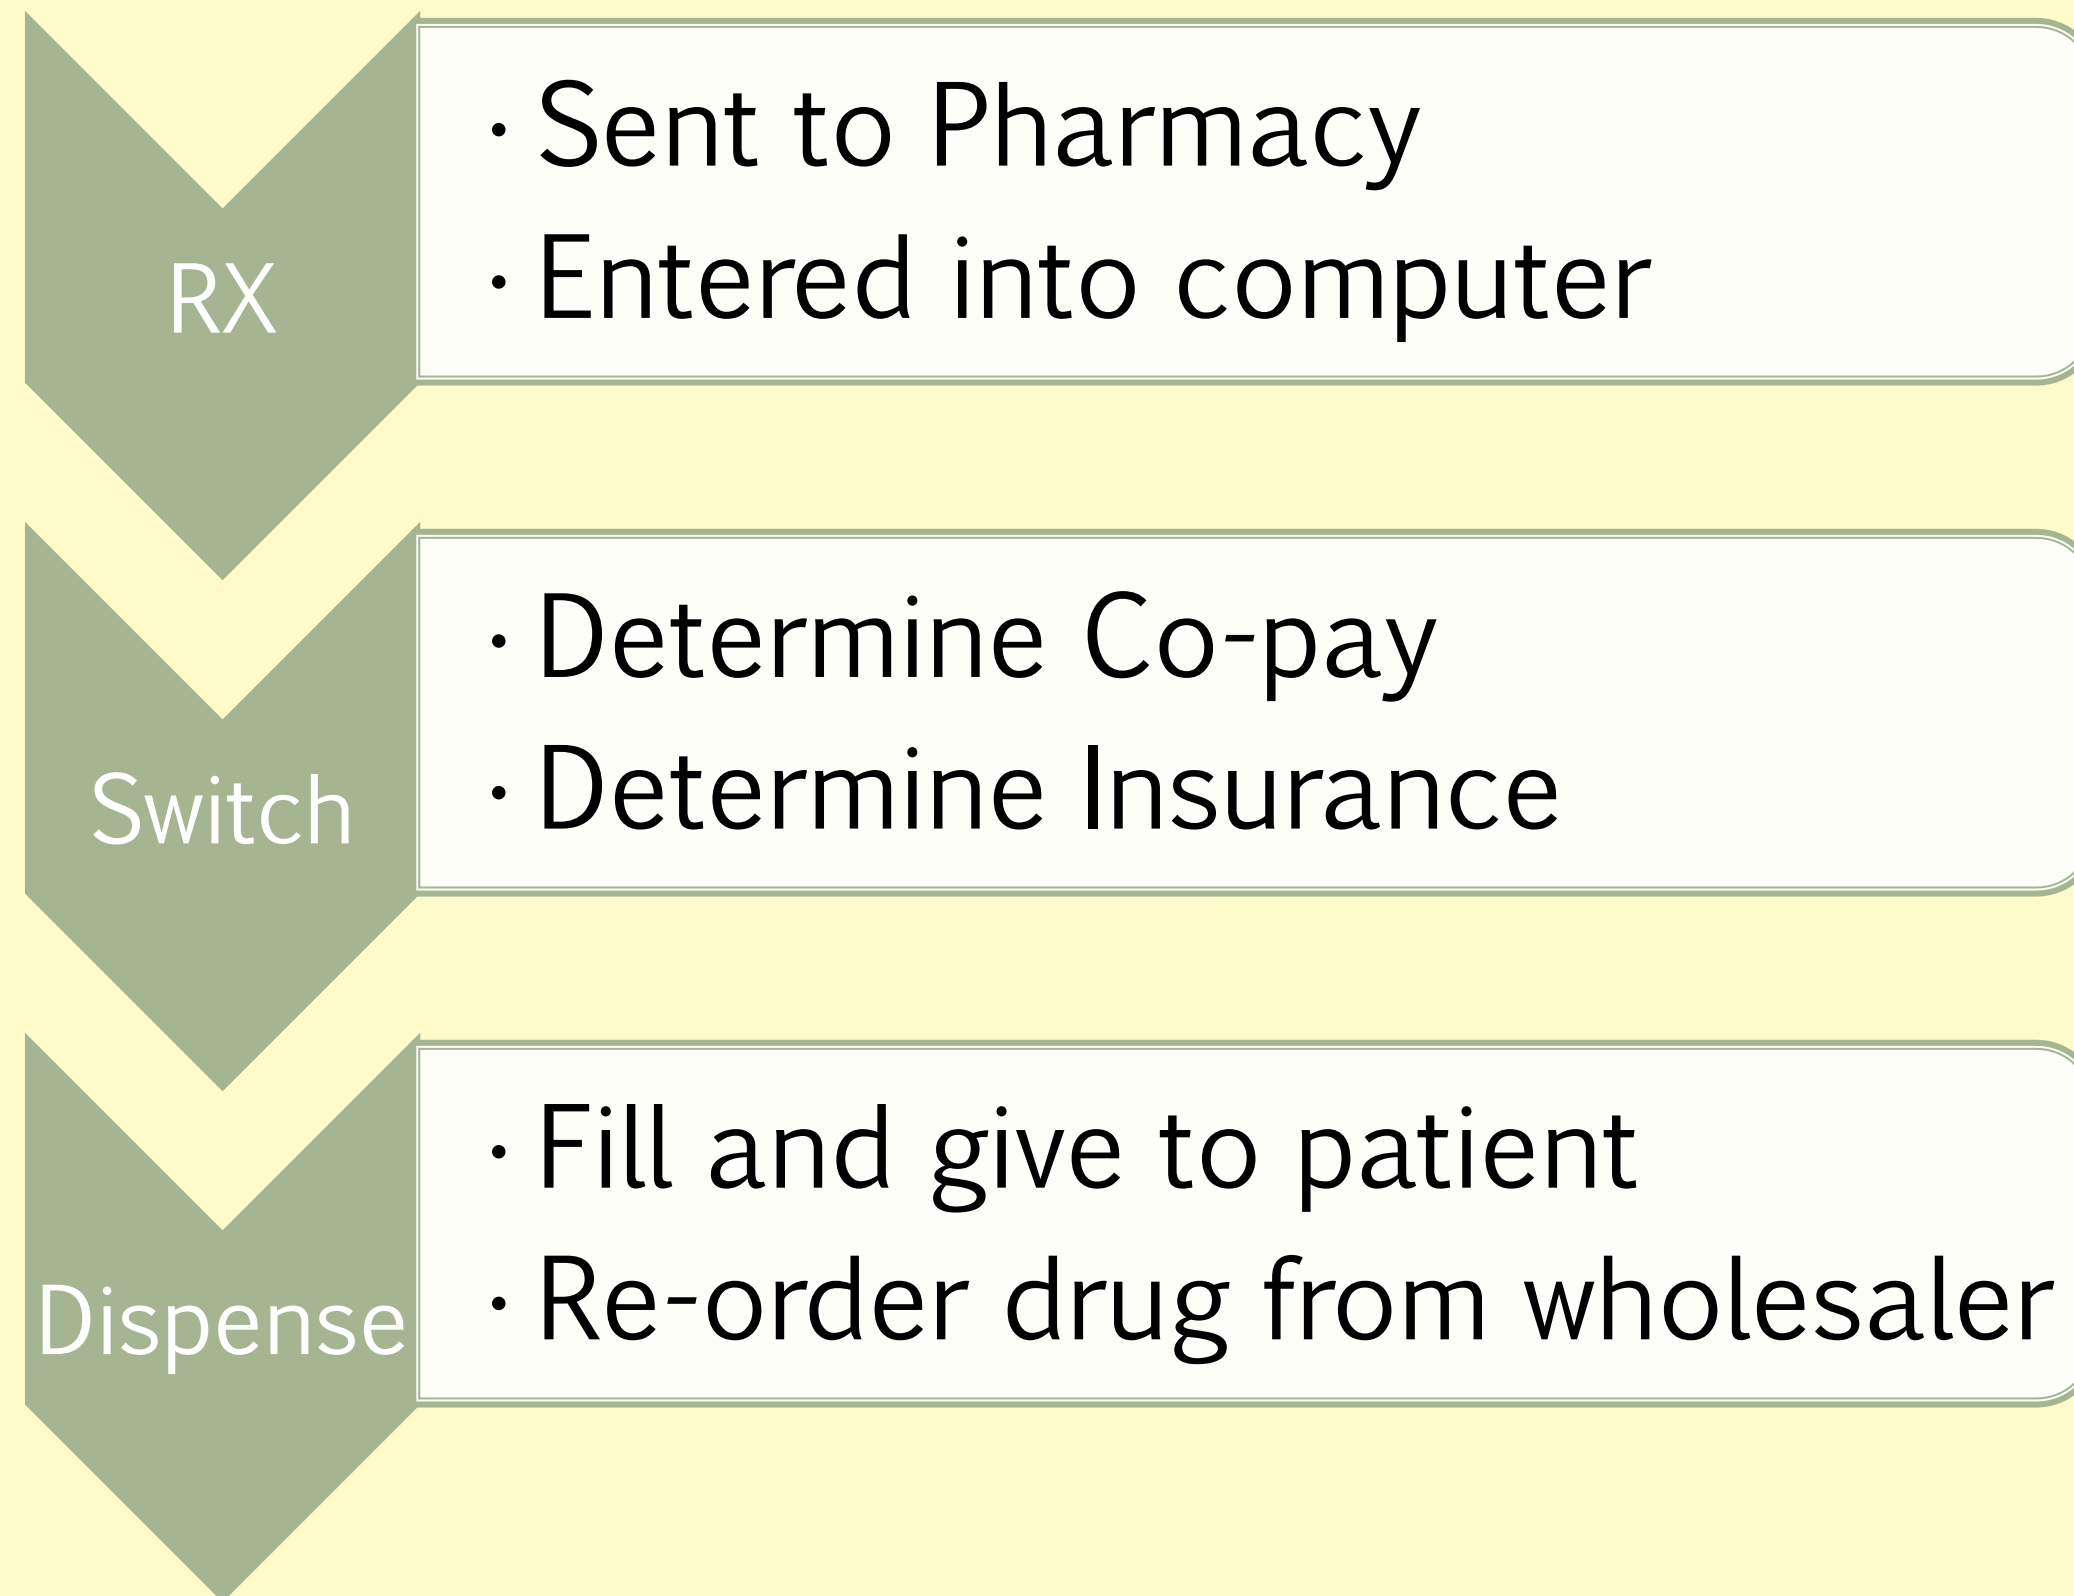 RX
· Sent to Pharmacy
· Entered into computer
Switch
· Determine Co-pay
· Determine Insurance
Dispense
· Fill and give to patient
· Re-order drug from wholesaler